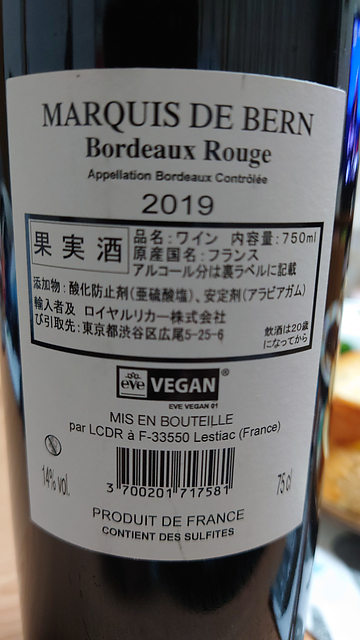 MARQUIS DE BERN
Bordeaux Rouge
Appellation Bordeaux Contrôlée
2019
果実酒
品名:ワイン 内容量:750ml
原産国名:フランス
アルコール分は裏ラベルに記載
添加物:酸化防止剤(亜硫酸塩)、安定剤(アラビアガム)
輸入者及 ロイヤルリカー株式会社
び引取先:東京都渋谷区広尾5-25-6
飲酒は20歳
になってから
eve VEGAN®
EVE VEGAN 01
MIS EN BOUTEILLE
par LCDR à F-33550 Lestiac (France)
14% vol.
3 700201 717581
75 cl
PRODUIT DE FRANCE
CONTIENT DES SULFITES